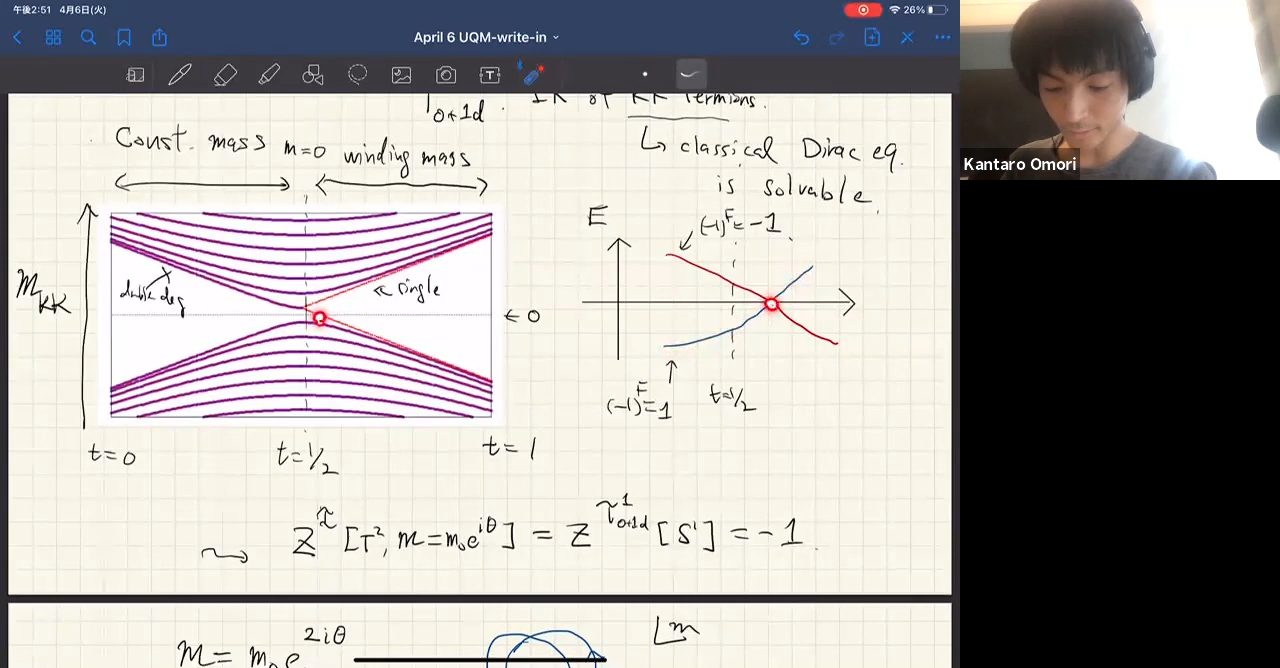 午後2:51 4月6日(火)
26%
April 6 UQM-write-in
T
Kantaro Omori
0+1d . IR of KK fermions.
Const. mass m=0 winding mass
↳ classical Dirac eq.
is solvable.
E
(-1)^F = -1.
m_KK
double deg
← single
← 0
(-1)^F = 1
t=1/2
t=0
t=1/2
t=1
Z^τ [T², m=m₀e^{iθ}] = Z^{τ^1_{0+1d}} [S¹] = -1.
m = m₀e^{2iθ}
m